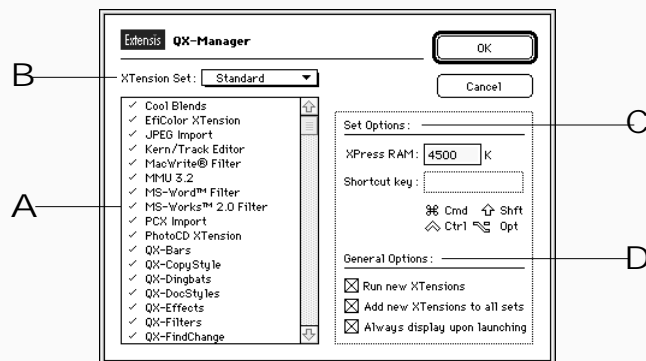 Extensis QX-Manager
OK
B
XTension Set: Standard
Cancel
Cool Blends
EfiColor XTension
JPEG Import
Kern/Track Editor
MacWrite® Filter
MMU 3.2
MS-Word™ Filter
MS-Works™ 2.0 Filter
PCX Import
PhotoCD XTension
QX-Bars
QX-CopyStyle
QX-Dingbats
QX-DocStyles
QX-Effects
QX-Filters
QX-FindChange
A
Set Options:
C
XPress RAM: 4500 K
Shortcut key:
⌘ Cmd ⇧ Shft
Ctrl ⌥ Opt
General Options:
D
Run new XTensions
Add new XTensions to all sets
Always display upon launching